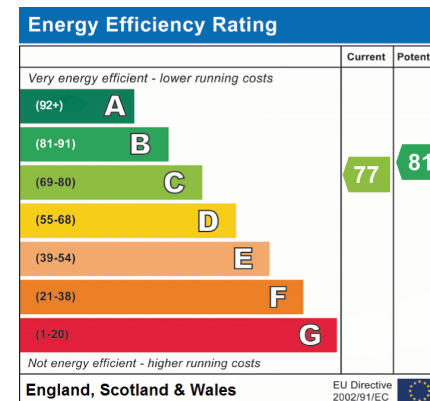 Energy Efficiency Rating
Current Potent
Very energy efficient - lower running costs
(92+) A
(81-91) B
(69-80) C
(55-68) D
(39-54) E
(21-38) F
(1-20) G
77
81
Not energy efficient - higher running costs
England, Scotland & Wales
EU Directive
2002/91/EC